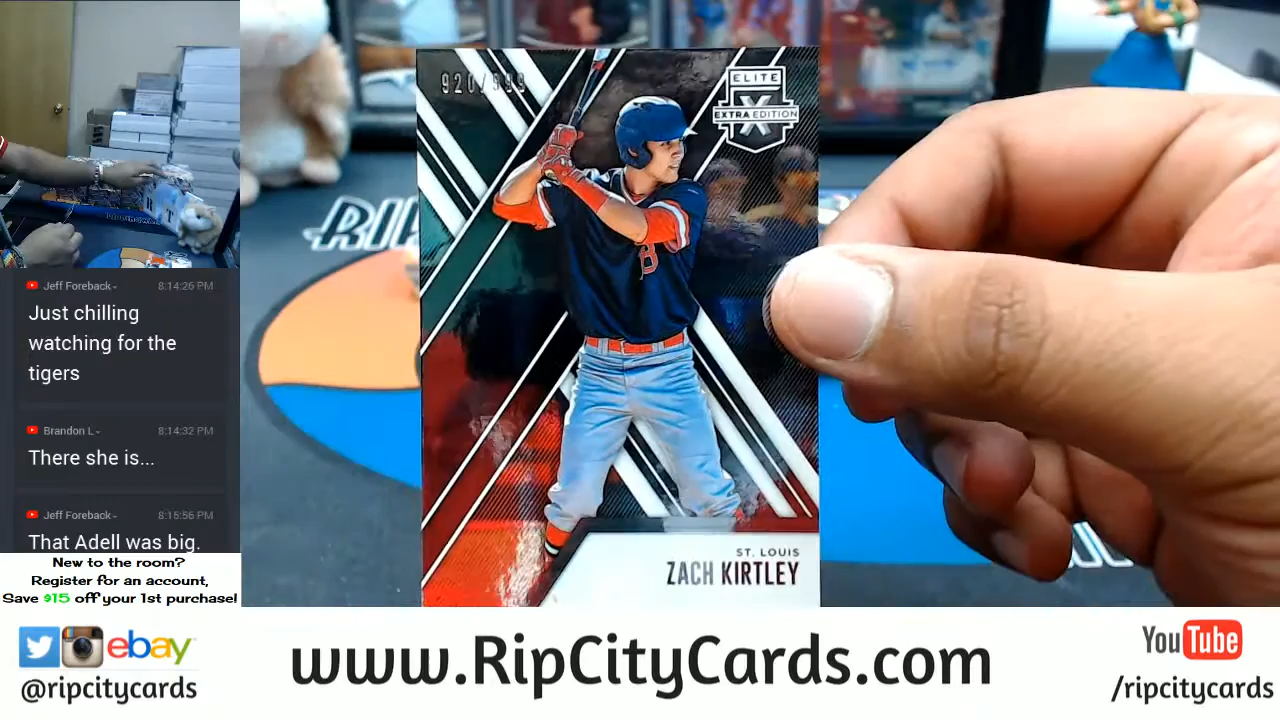 Jeff Foreback
8:14:26 PM
Just chilling
watching for the
tigers
Brandon L
8:14:32 PM
There she is...
Jeff Foreback
8:15:56 PM
That Adell was big.
New to the room?
Register for an account,
Save $15 off your 1st purchase!
920/999
ELITE
X
EXTRA EDITION
B
ST. LOUIS
ZACH KIRTLEY
RIP
ebay
@ripcitycards
www.RipCityCards.com
YouTube
/ripcitycards